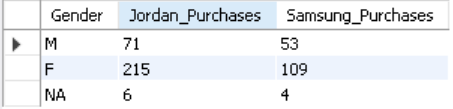 Gender Jordan_Purchases Samsung_Purchases
M 71 53
F 215 109
NA 6 4